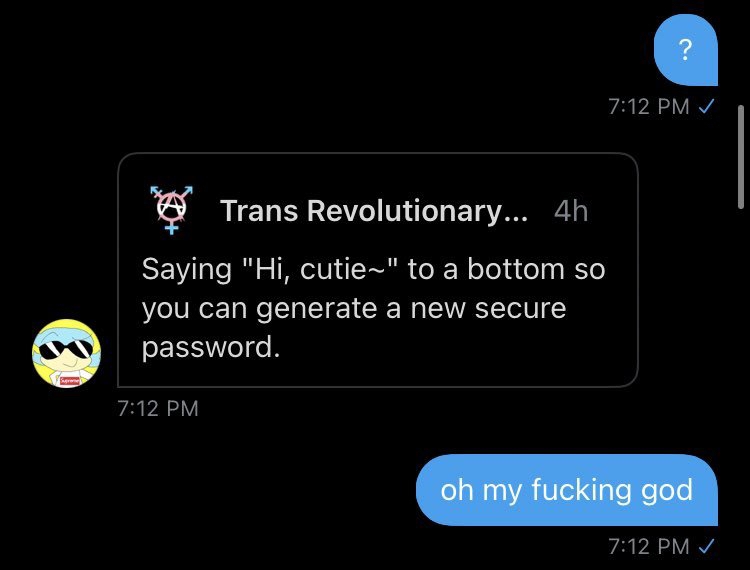 ?
7:12 PM ✓
Trans Revolutionary... 4h
Saying "Hi, cutie~" to a bottom so
you can generate a new secure
password.
Supreme
7:12 PM
oh my fucking god
7:12 PM ✓